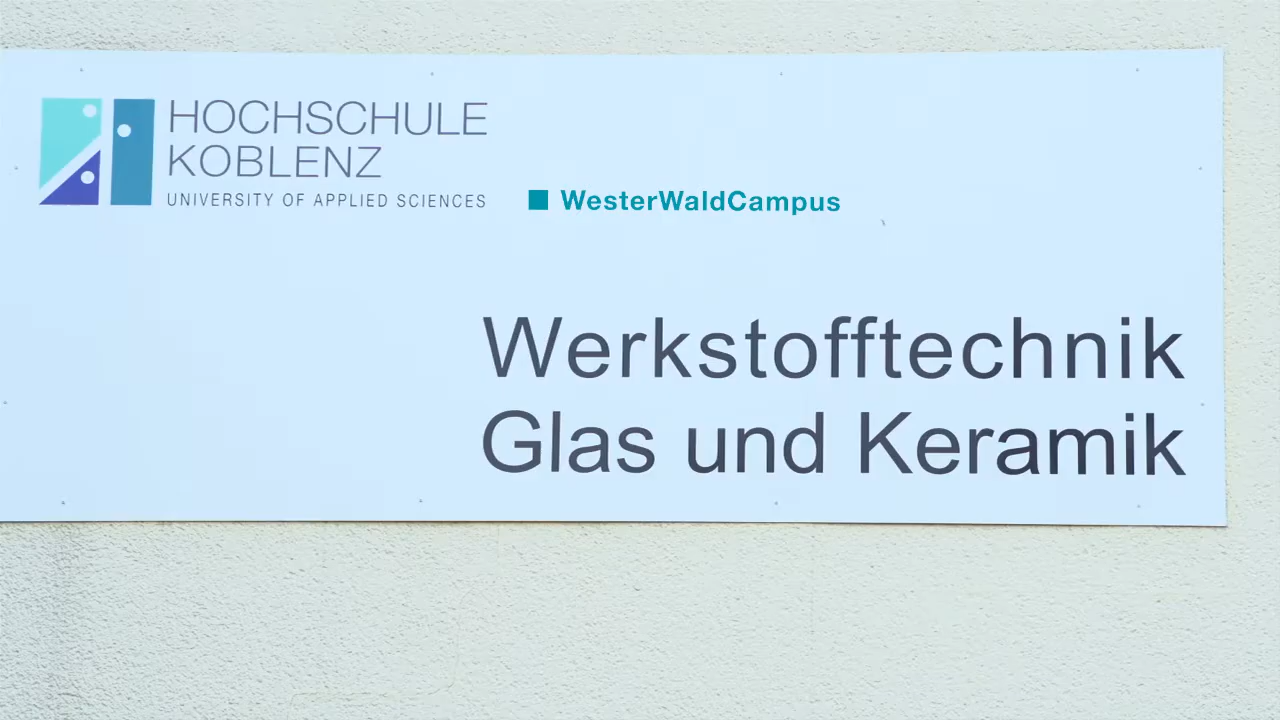 HOCHSCHULE
KOBLENZ
UNIVERSITY OF APPLIED SCIENCES
WesterWaldCampus
Werkstofftechnik
Glas und Keramik